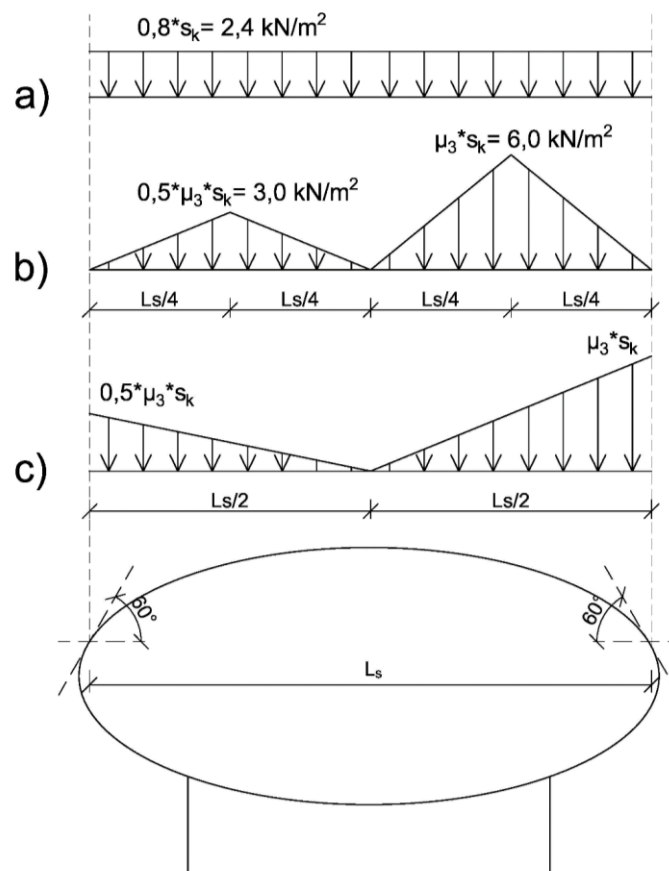 0,8*sₖ= 2,4 kN/m²
a)
μ₃*sₖ= 6,0 kN/m²
0,5*μ₃*sₖ= 3,0 kN/m²
b)
Ls/4 Ls/4 Ls/4 Ls/4
μ₃*sₖ
0,5*μ₃*sₖ
c)
Ls/2 Ls/2
60° 60°
Lₛ